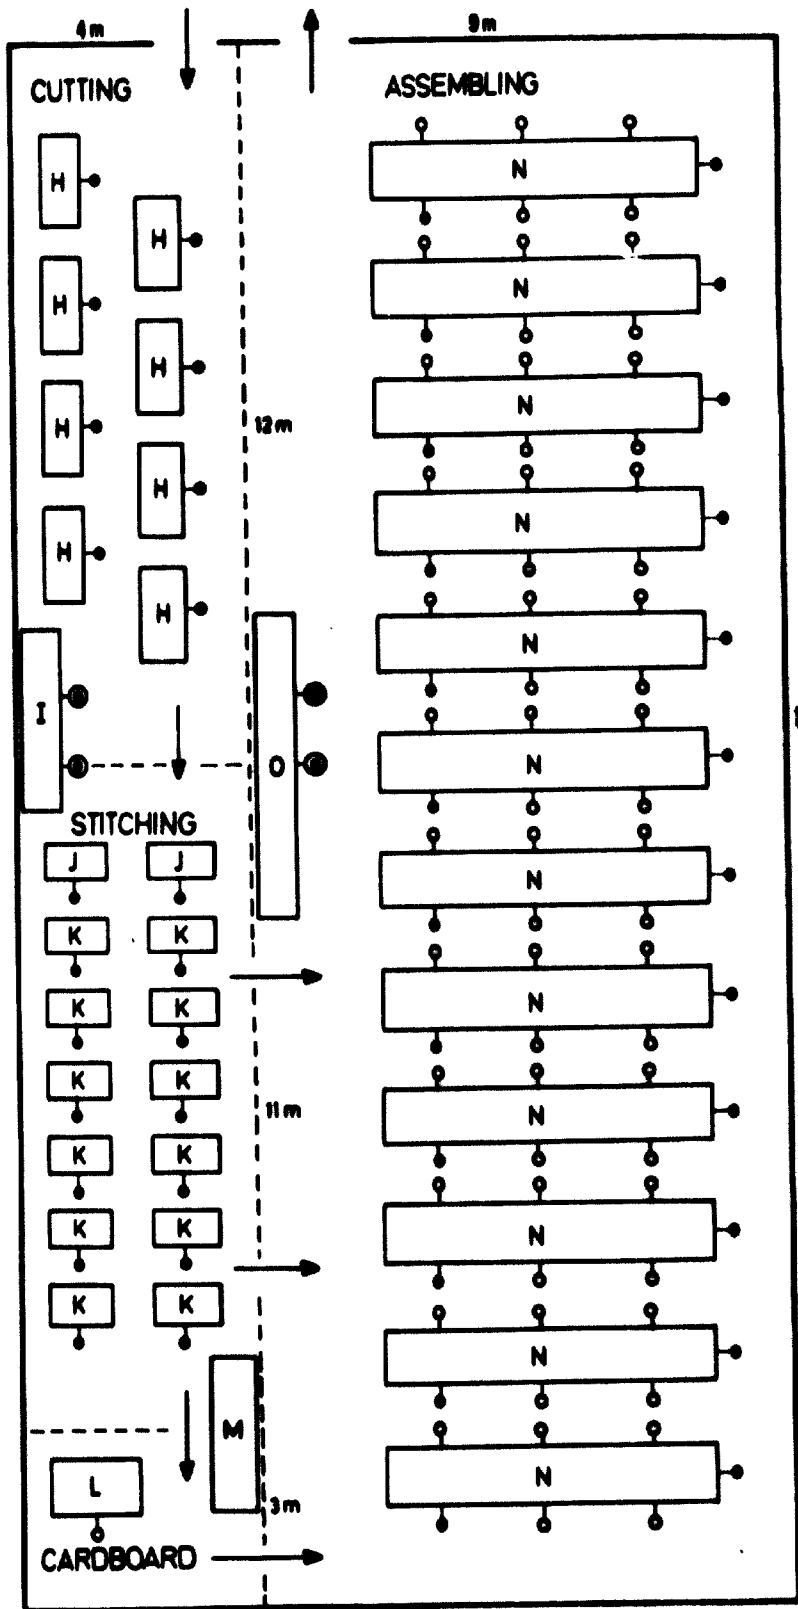 4m
9m
CUTTING
H
H
H
H
H
H
H
H
12m
I
O
STITCHING
J J
K K
K K
K K
K K
K K
K K
11m
M
L
3m
CARDBOARD
ASSEMBLING
N
N
N
N
N
N
N
N
N
N
N
N